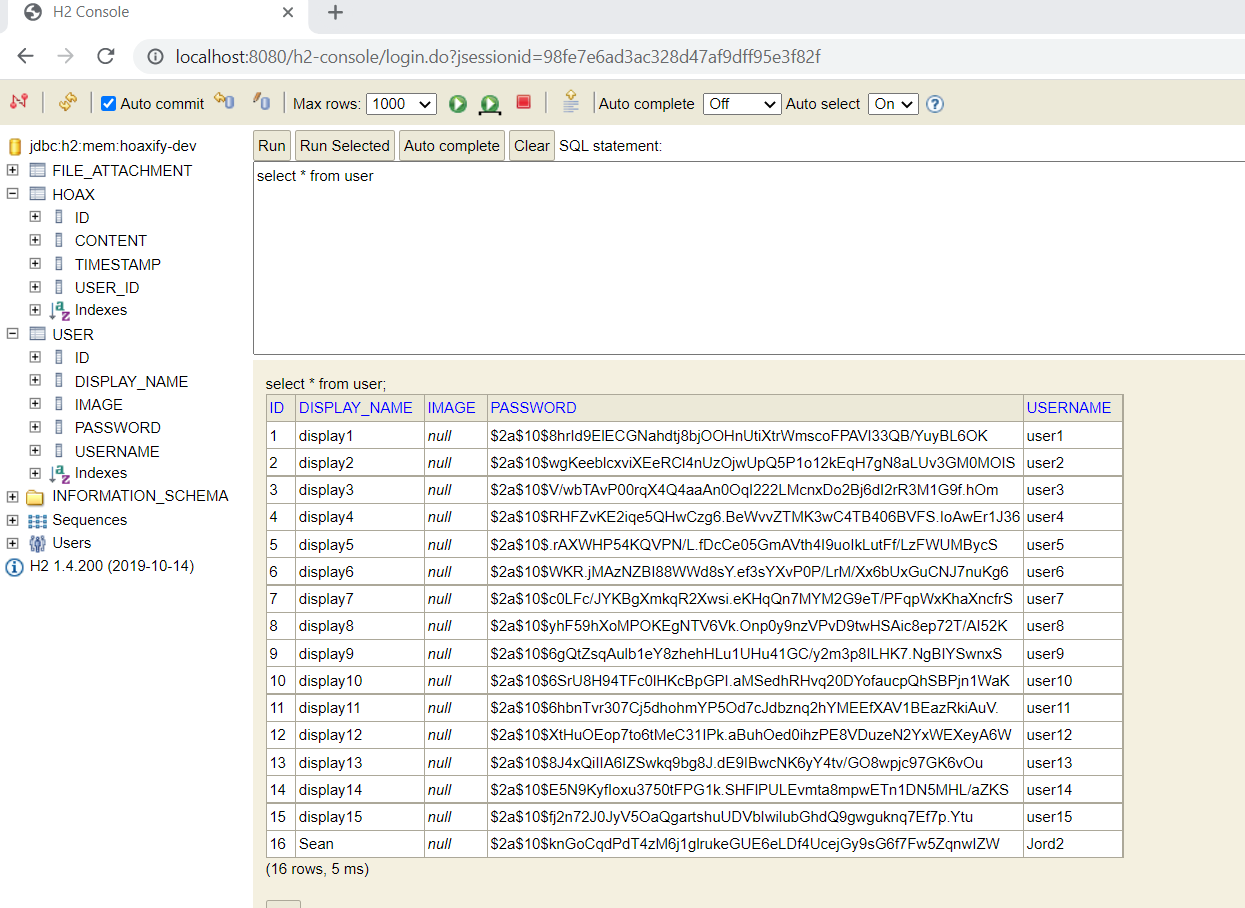 H2 Console
localhost:8080/h2-console/login.do?jsessionid=98fe7e6ad3ac328d47af9dff95e3f82f
Auto commit Max rows: 1000 Auto complete Off Auto select On
jdbc:h2:mem:hoaxify-dev
FILE_ATTACHMENT
HOAX
ID
CONTENT
TIMESTAMP
USER_ID
Indexes
USER
ID
DISPLAY_NAME
IMAGE
PASSWORD
USERNAME
Indexes
INFORMATION_SCHEMA
Sequences
Users
H2 1.4.200 (2019-10-14)
Run Run Selected Auto complete Clear SQL statement:
select * from user
select * from user;
ID DISPLAY_NAME IMAGE PASSWORD USERNAME
1 display1 null $2a$10$8hrId9ElECGNahdtj8bjOOHnUtiXtrWmscoFPAVI33QB/YuyBL6OK user1
2 display2 null $2a$10$wgKeeblcxviXEeRCl4nUzOjwUpQ5P1o12kEqH7gN8aLUv3GM0MOIS user2
3 display3 null $2a$10$V/wbTAvP00rqX4Q4aaAn0OqI222LMcnxDo2Bj6dI2rR3M1G9f.hOm user3
4 display4 null $2a$10$RHFZvKE2iqe5QHwCzg6.BeWvvZTMK3wC4TB406BVFS.IoAwEr1J36 user4
5 display5 null $2a$10$.rAXWHP54KQVPN/L.fDcCe05GmAVth4I9uoIkLutFf/LzFWUMBycS user5
6 display6 null $2a$10$WKR.jMAzNZBI88WWd8sY.ef3sYXvP0P/LrM/Xx6bUxGuCNJ7nuKg6 user6
7 display7 null $2a$10$c0LFc/JYKBgXmkqR2Xwsi.eKHqQn7MYM2G9eT/PFqpWxKhaXncfrS user7
8 display8 null $2a$10$yhF59hXoMPOKEgNTV6Vk.Onp0y9nzVPvD9twHSAic8ep72T/AI52K user8
9 display9 null $2a$10$6gQtZsqAulb1eY8zhehHLu1UHu41GC/y2m3p8ILHK7.NgBIYSwnxS user9
10 display10 null $2a$10$6SrU8H94TFc0lHKcBpGPI.aMSedhRHvq20DYofaucpQhSBPjn1WaK user10
11 display11 null $2a$10$6hbnTvr307Cj5dhohmYP5Od7cJdbznq2hYMEEfXAV1BEazRkiAuV. user11
12 display12 null $2a$10$XtHuOEop7to6tMeC31IPk.aBuhOed0ihzPE8VDuzeN2YxWEXeyA6W user12
13 display13 null $2a$10$8J4xQiIIA6IZSwkq9bg8J.dE9IBwcNK6yY4tv/GO8wpjc97GK6vOu user13
14 display14 null $2a$10$E5N9Kyfloxu3750tFPG1k.SHFlPULEvmta8mpwETn1DN5MHL/aZKS user14
15 display15 null $2a$10$fj2n72J0JyV5OaQgartshuUDVblwilubGhdQ9gwguknq7Ef7p.Ytu user15
16 Sean null $2a$10$knGoCqdPdT4zM6j1glrukeGUE6eLDf4UcejGy9sG6f7Fw5ZqnwIZW Jord2
(16 rows, 5 ms)